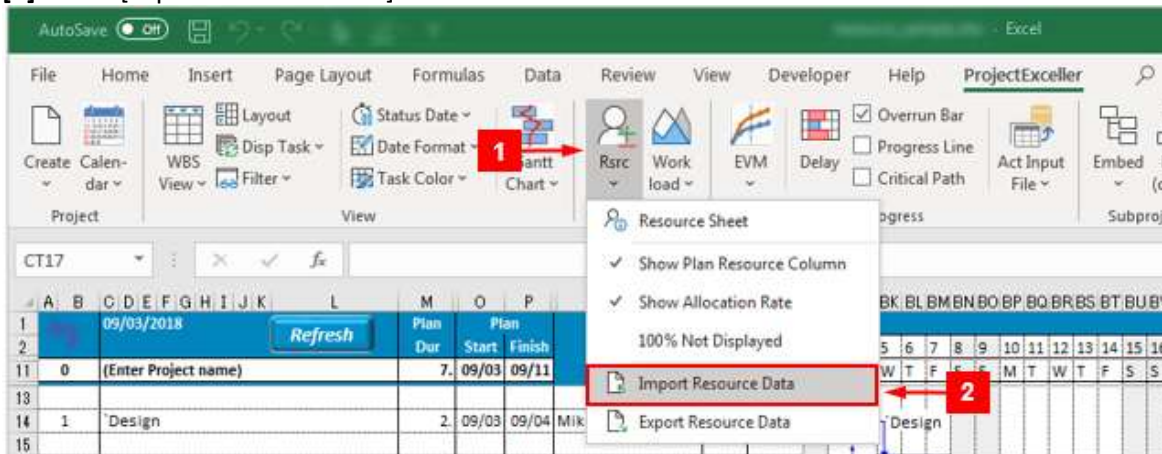 AutoSave Off - Excel
File Home Insert Page Layout Formulas Data Review View Developer Help ProjectExceller
Layout Status Date Overrun Bar
Disp Task Date Format 1 Progress Line
Create Calen- WBS Filter Task Color Gantt Rsrc Work EVM Delay Critical Path Act Input Embed
dar View Chart load File
Project View ogress Subproj
Resource Sheet
CT17 fx
Show Plan Resource Column
A B C D E F G H I J K L M O P BK BL BM BN BO BP BQ BR BS BT BU BV
Show Allocation Rate
1 09/03/2018 Refresh Plan Plan
100% Not Displayed
2 Dur Start Finish 5 6 7 8 9 10 11 12 13 14 15 16
11 0 (Enter Project name) 7. 09/03 09/11 W T F S S M T W T F S S
Import Resource Data 2
13
14 1 `Design 2. 09/03 09/04 Mik Export Resource Data `Design
15